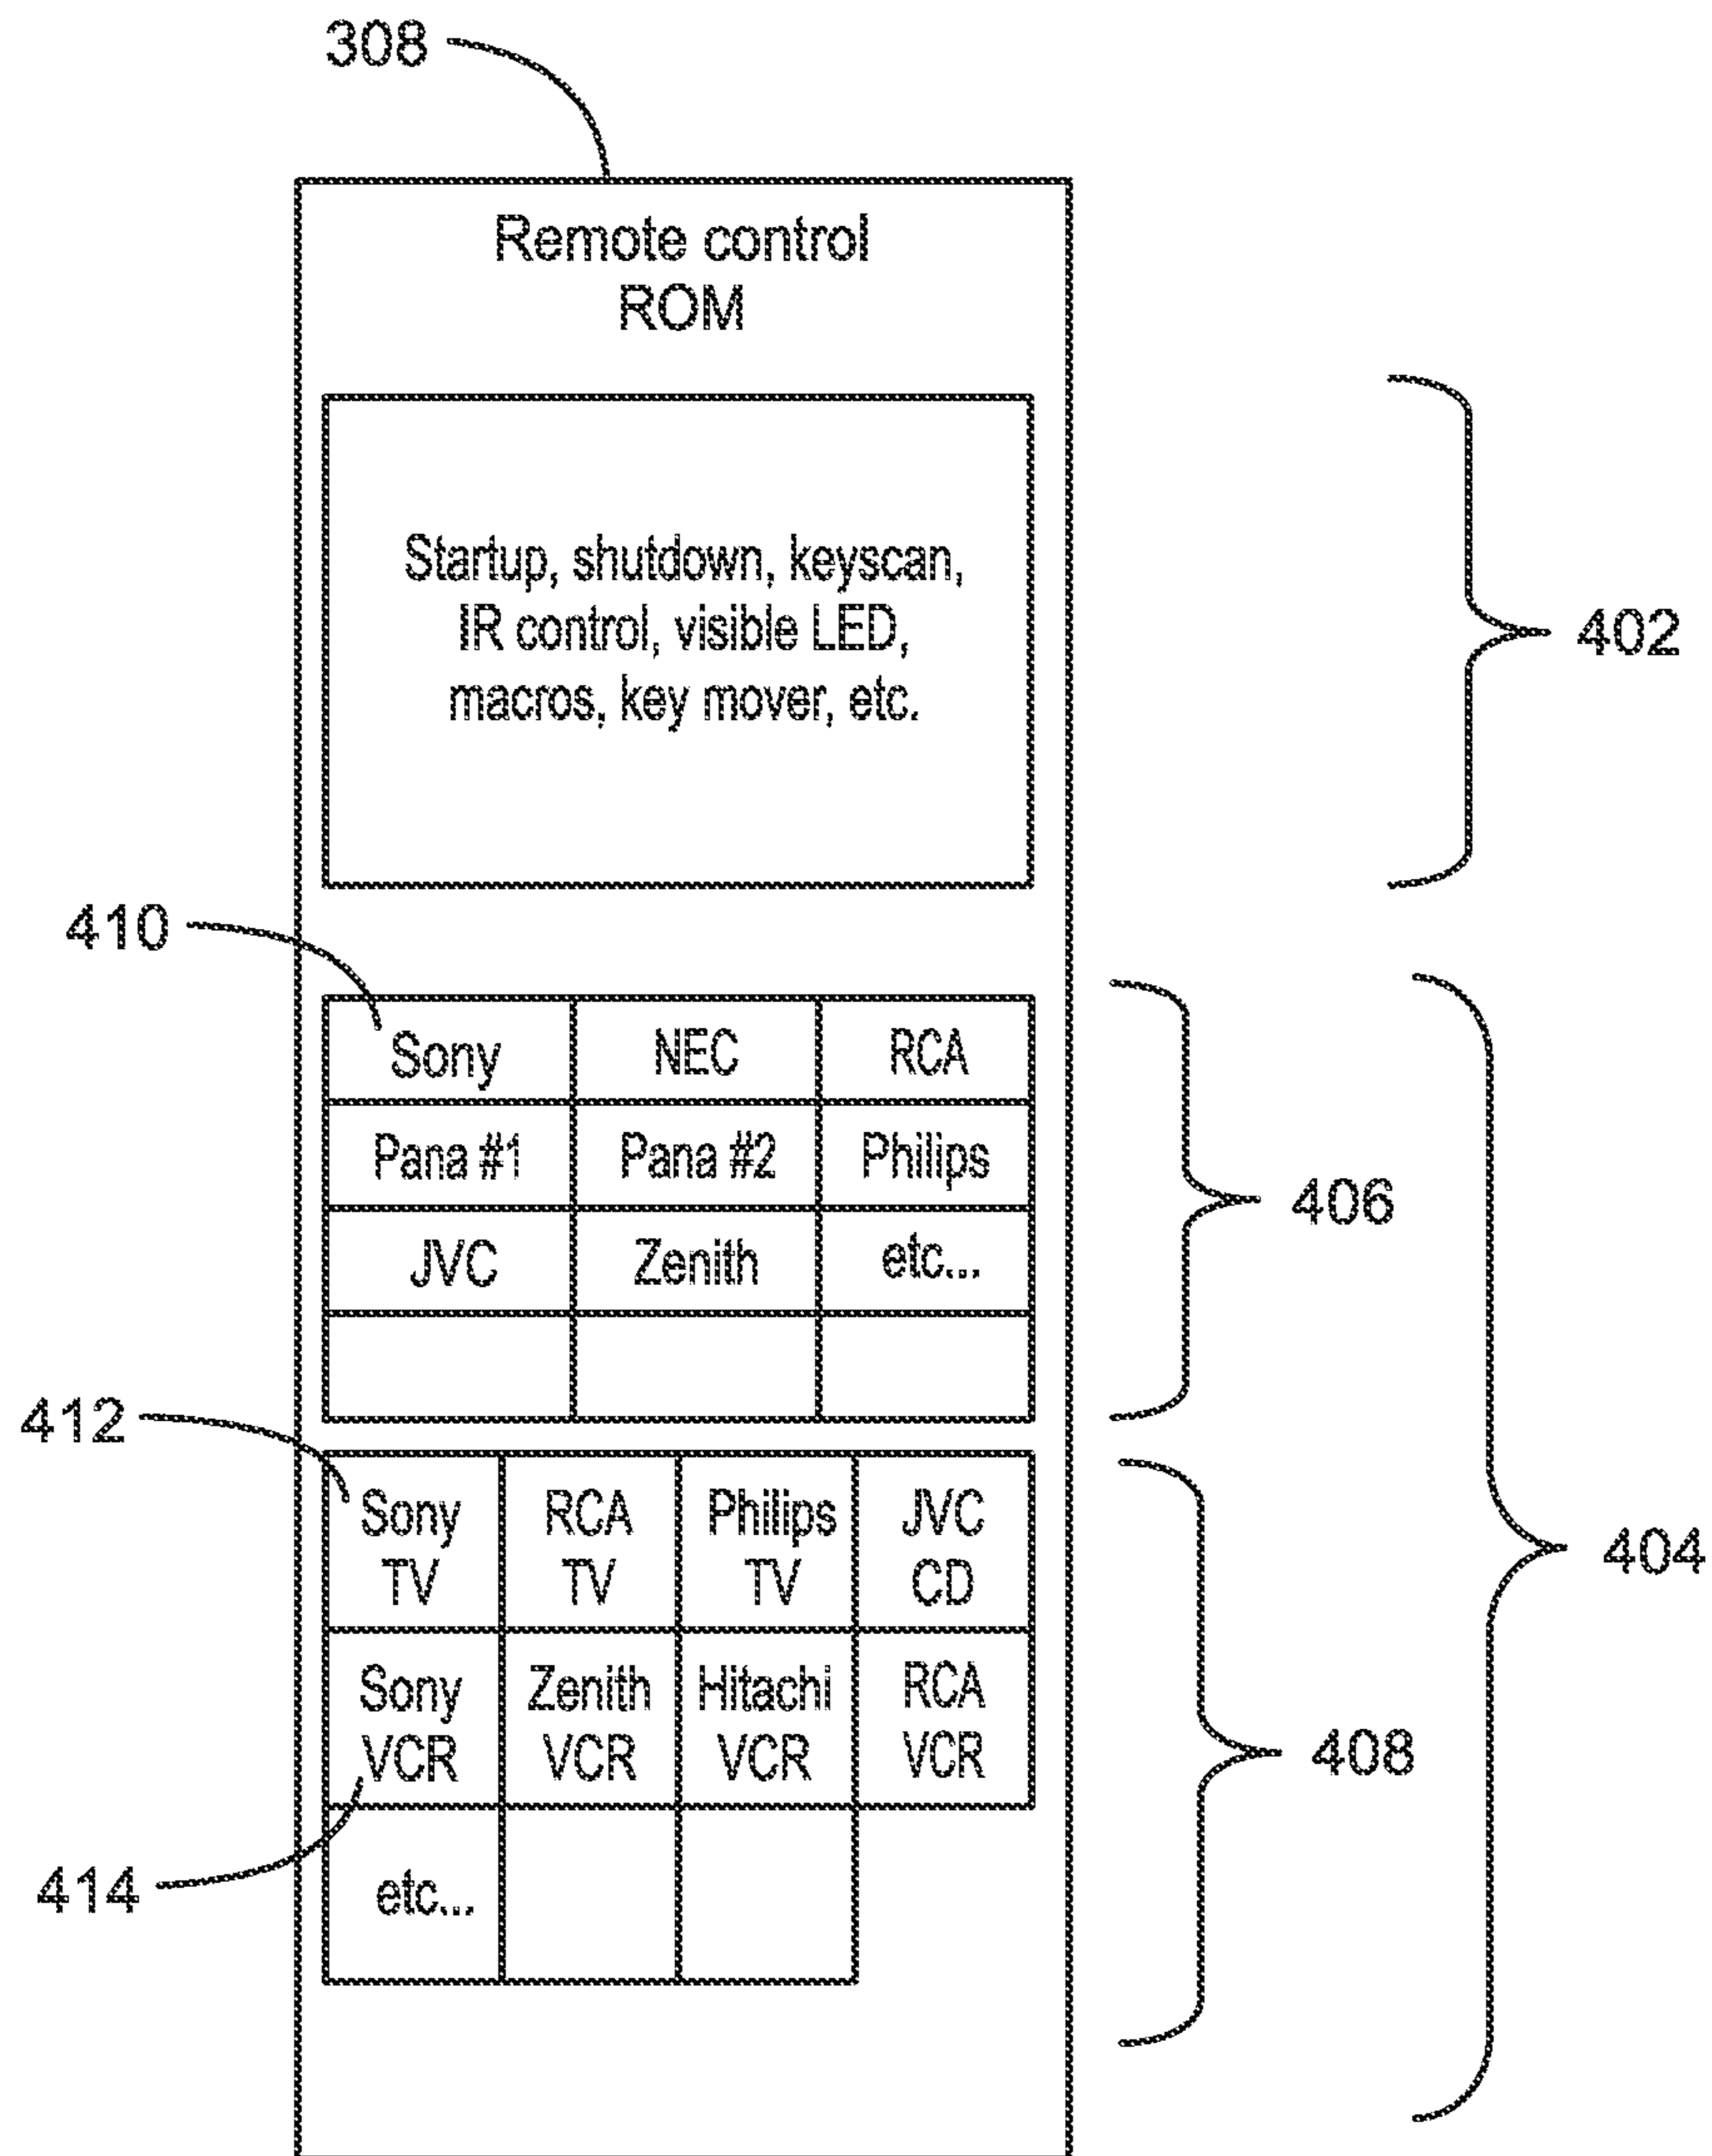 308
Remote control
ROM
Startup, shutdown, keyscan,
IR control, visible LED,
macros, key mover, etc.
402
410
Sony NEC RCA
Pana #1 Pana #2 Philips
JVC Zenith etc...
406
404
412
Sony TV RCA TV Philips TV JVC CD
Sony VCR Zenith VCR Hitachi VCR RCA VCR
408
414
etc...